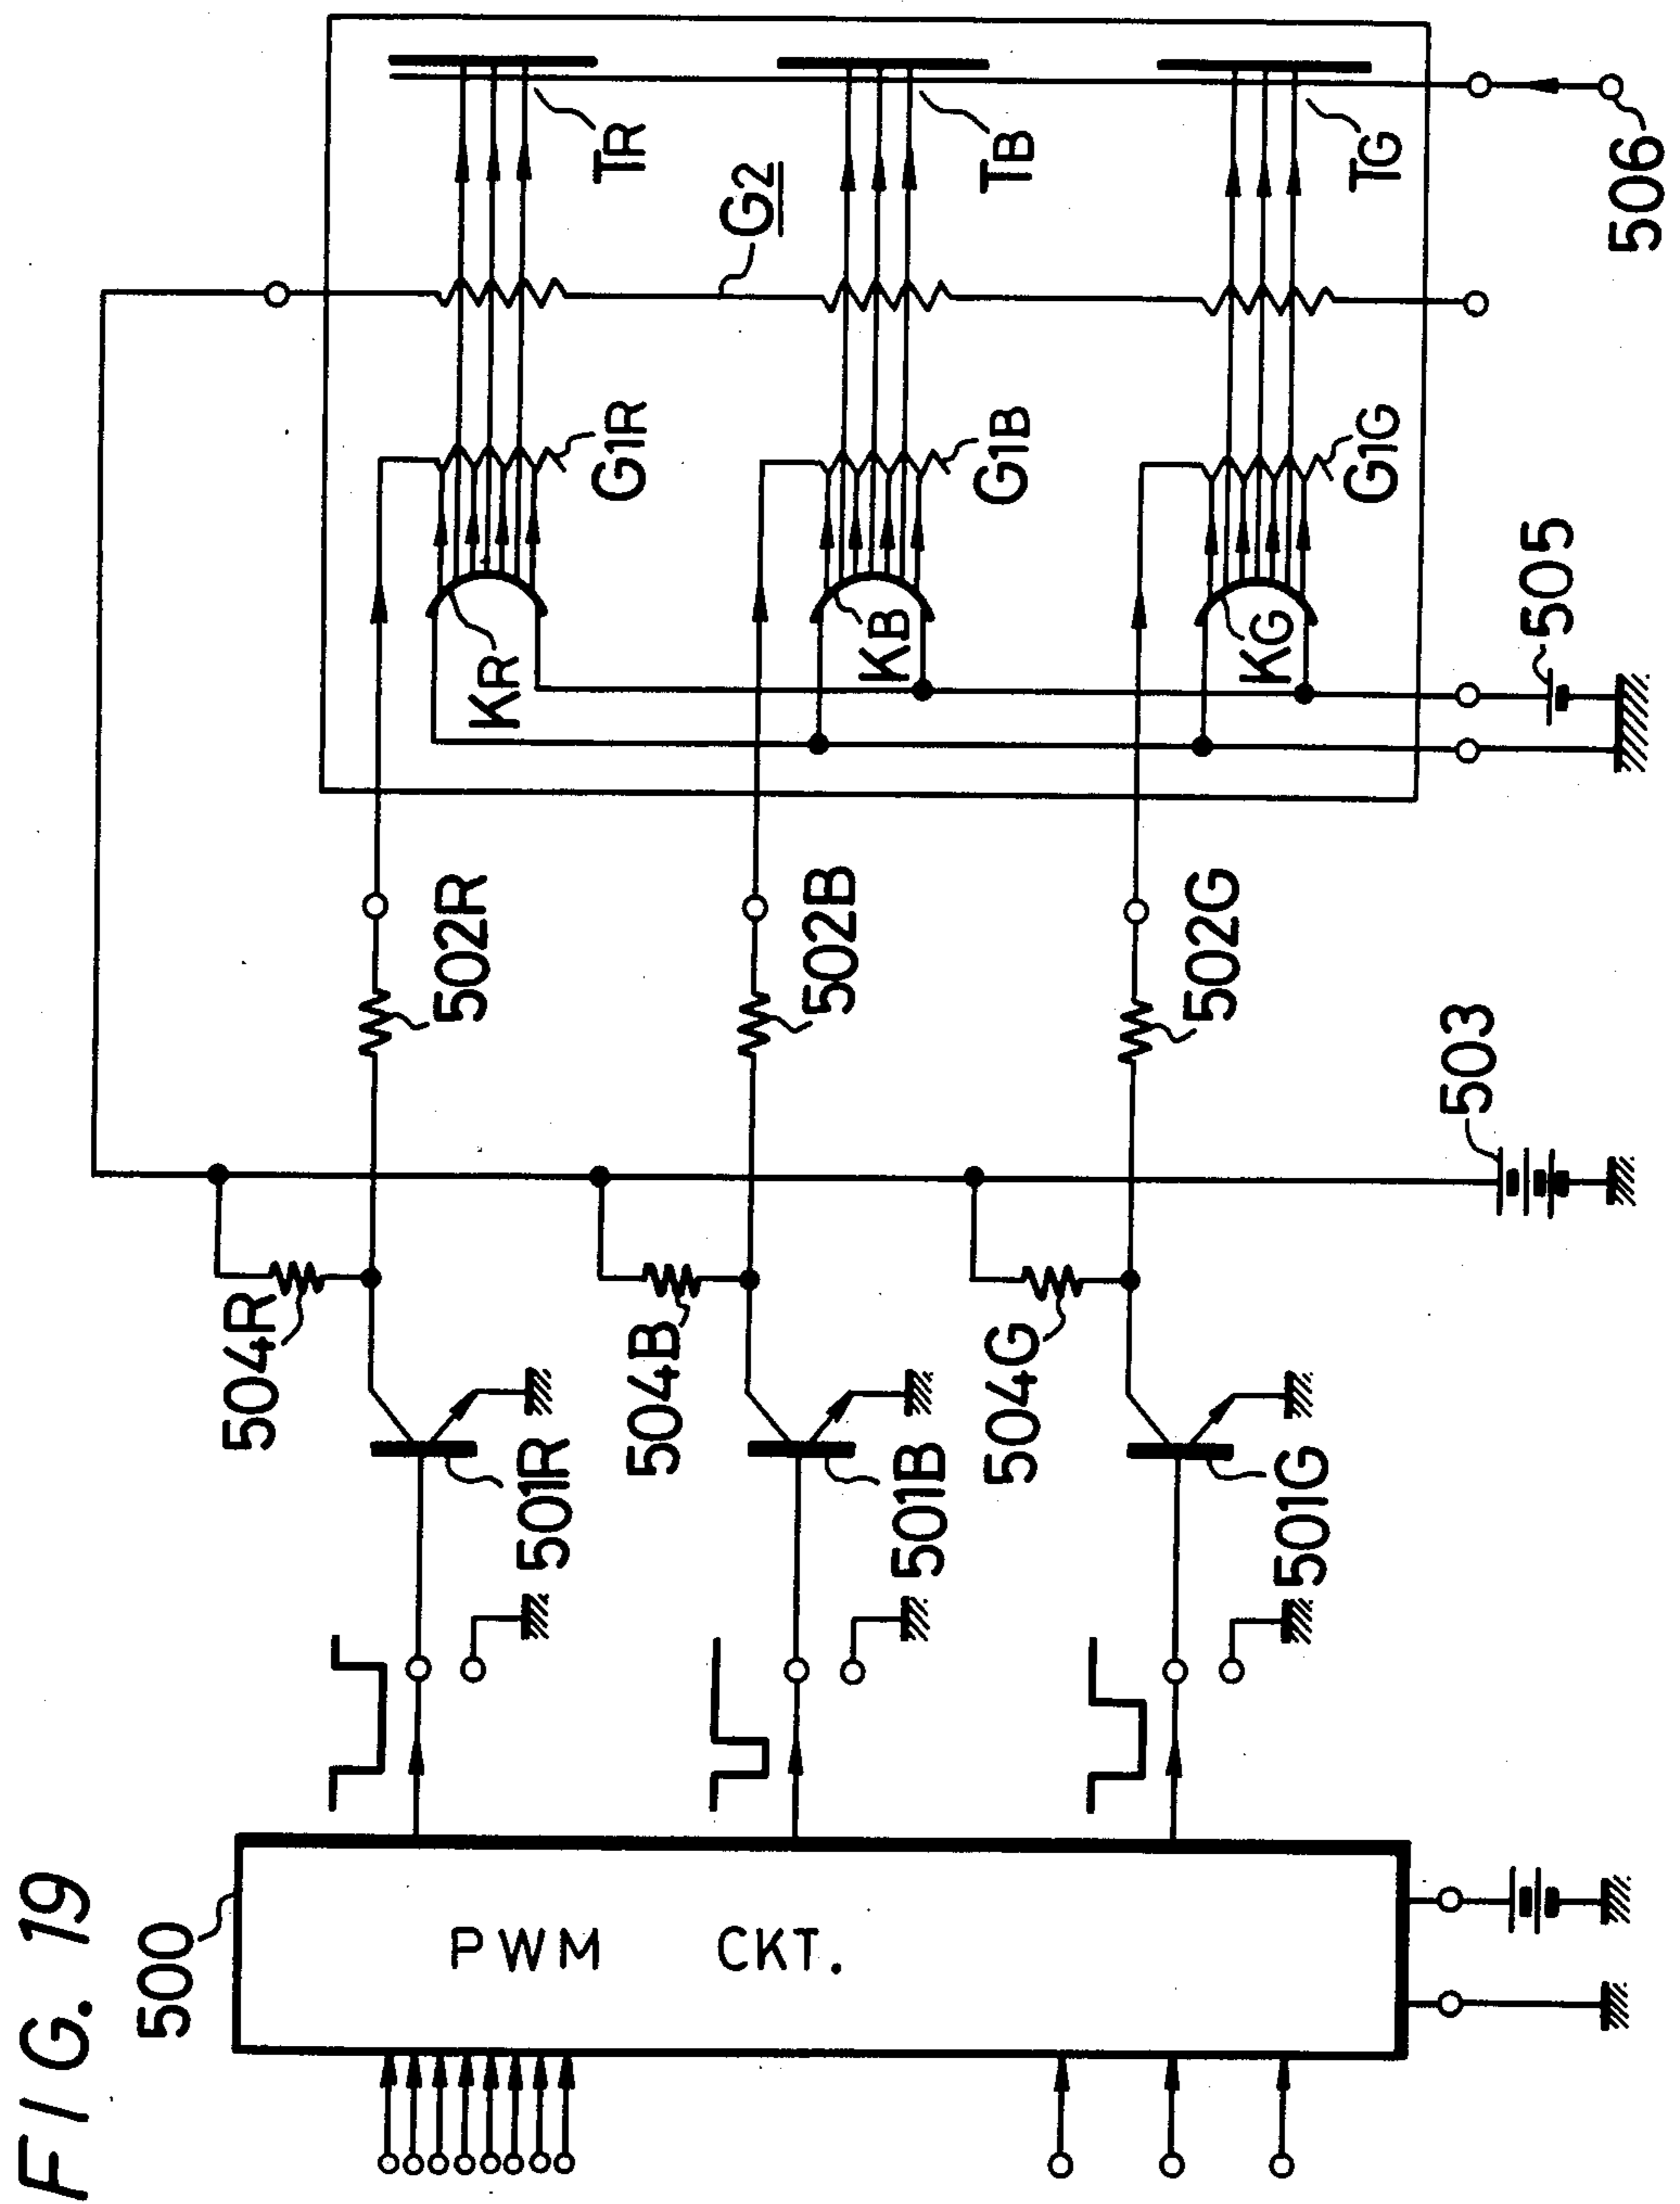 FIG. 19
500
PWM CKT.
504R
504B
504G
501R
501B
501G
503
502R
502B
502G
KR
KB
KG
505
G1R
G1B
G1G
G2
TR
TB
TG
506